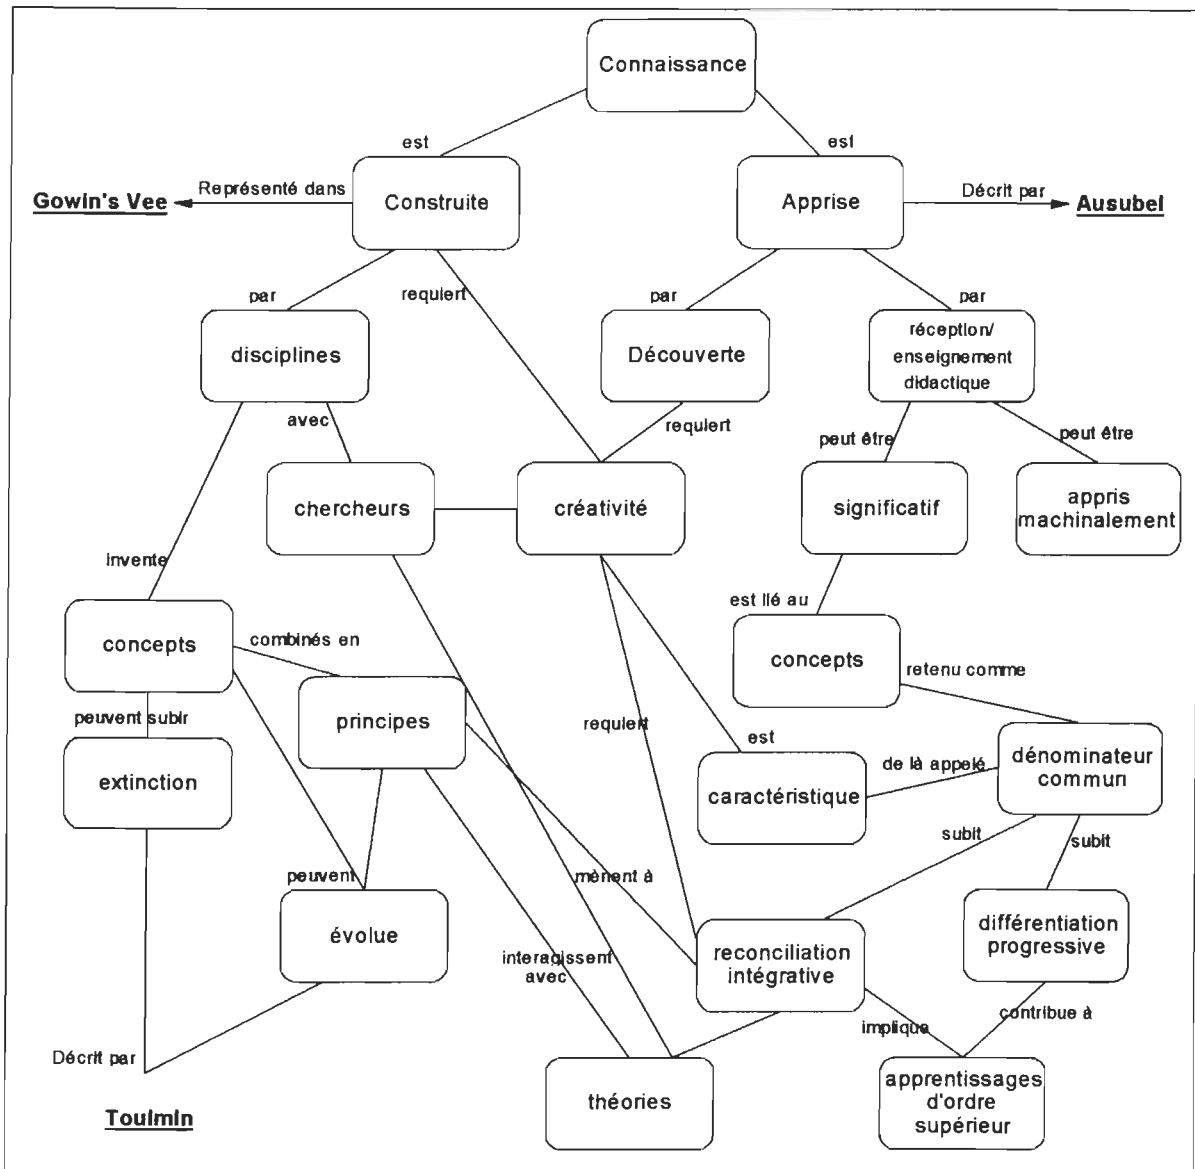 Connaissance
est
est
Gowin's Vee
Représenté dans
Construite
Apprise
Décrit par
Ausubel
par
requiert
par
par
disciplines
Découverte
réception/
enseignement
didactique
avec
requiert
peut être
peut être
chercheurs
créativité
significatif
appris
machinalement
invente
est lié au
concepts
combinés en
concepts
retenu comme
peuvent subir
principes
requiert
est
extinction
caractéristique
de là appelé
dénominateur
commun
subit
subit
peuvent
mènent à
évolue
interagissent
avec
reconciliation
intégrative
différentiation
progressive
implique
contribue à
Décrit par
théories
apprentissages
d'ordre
supérieur
Toulmin